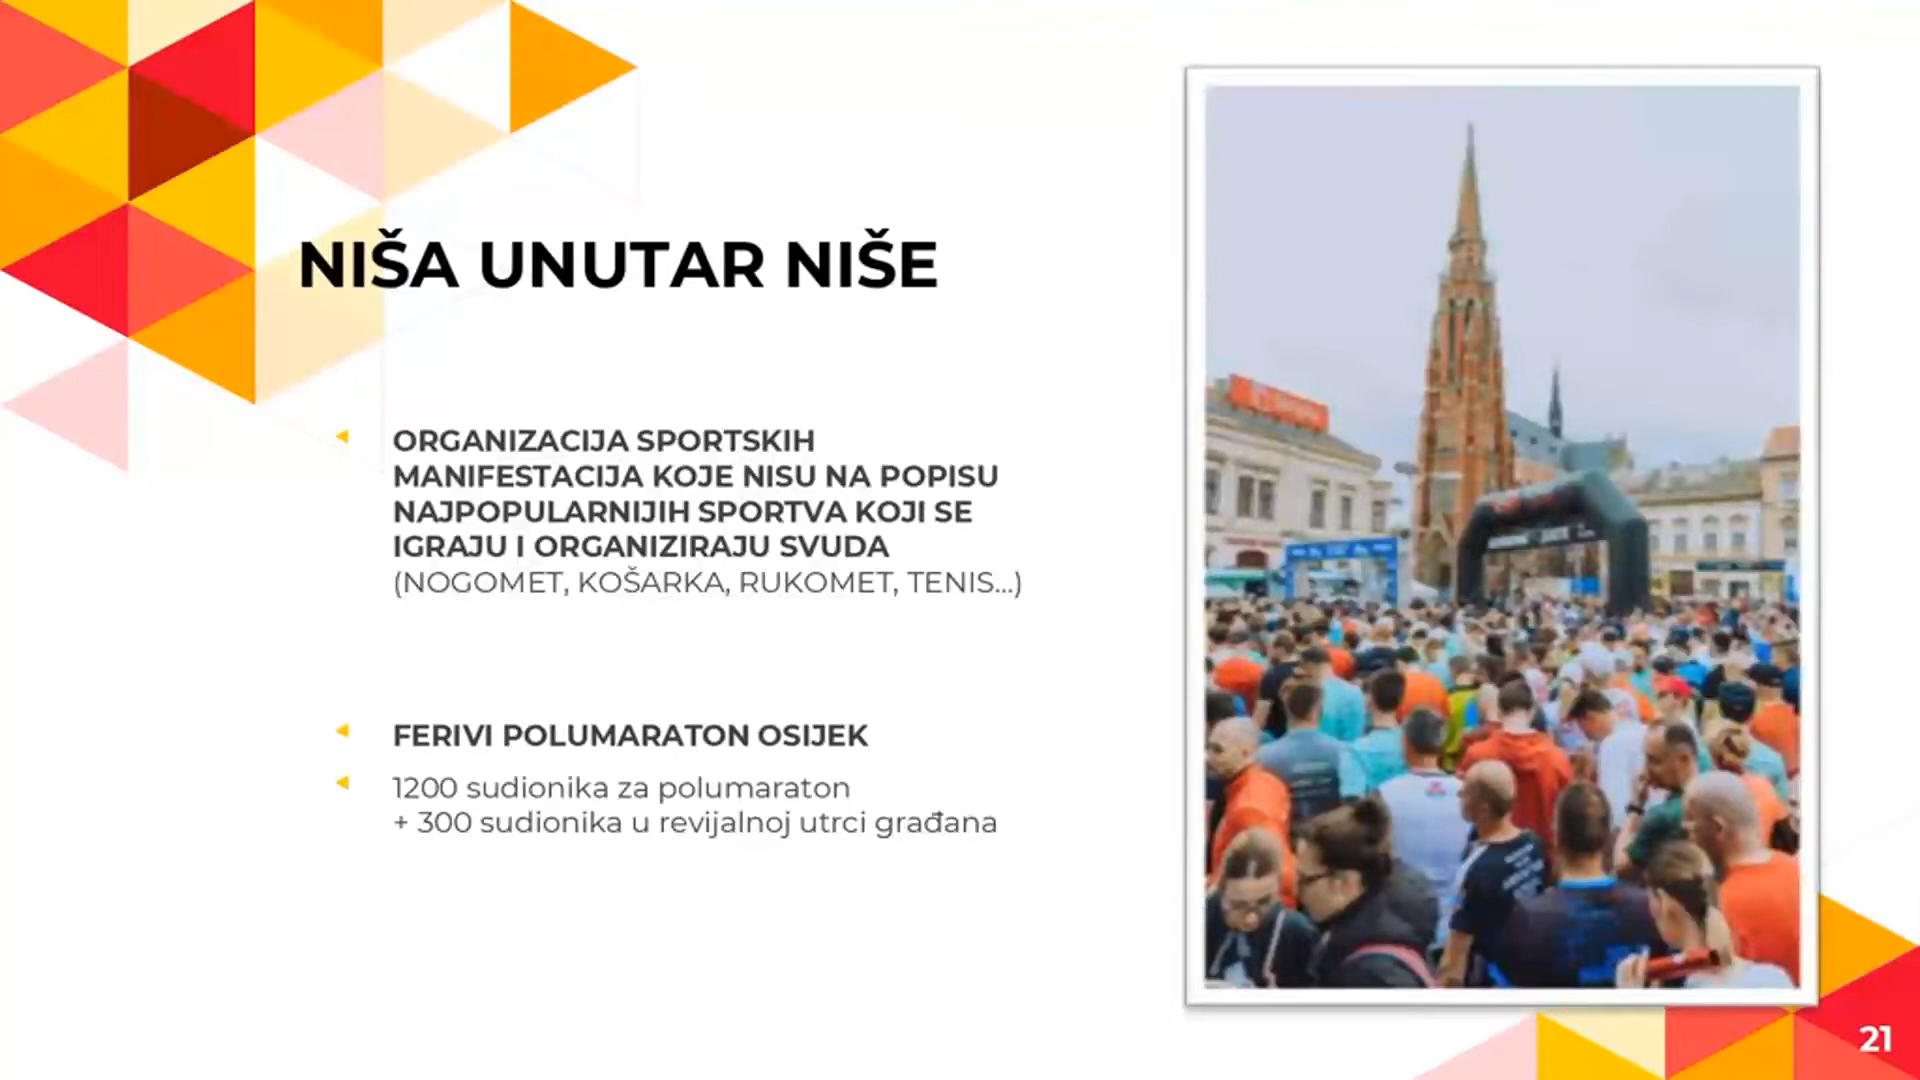 NIŠA UNUTAR NIŠE
ORGANIZACIJA SPORTSKIH
MANIFESTACIJA KOJE NISU NA POPISU
NAJPOPULARNIJIH SPORTVA KOJI SE
IGRAJU I ORGANIZIRAJU SVUDA
(NOGOMET, KOŠARKA, RUKOMET, TENIS...)
FERIVI POLUMARATON OSIJEK
1200 sudionika za polumaraton
+ 300 sudionika u revijalnoj utrci građana
21